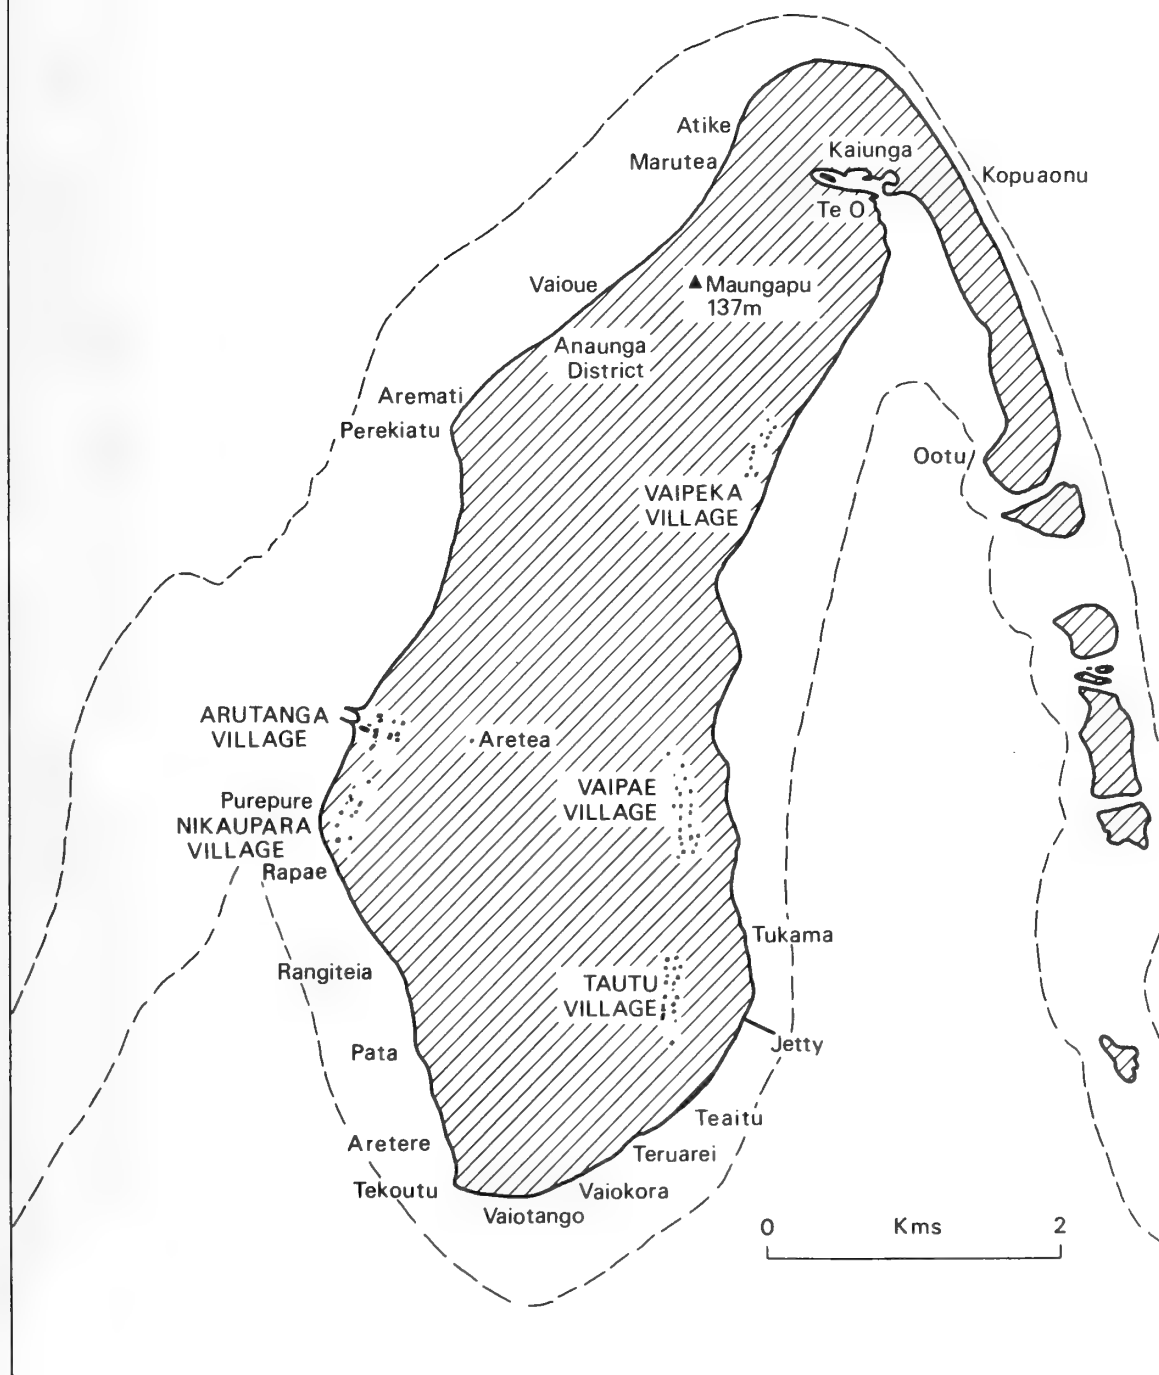 Atike
Marutea
Kaiunga
Kopuaonu
Te O
Vaioue
Maungapu
137m
Anaunga
District
Aremati
Perekiatu
Ootu
VAIPEKA
VILLAGE
ARUTANGA
VILLAGE
Aretea
Purepure
NIKAUPARA
VILLAGE
Rapae
VAIPAE
VILLAGE
Tukama
Rangiteia
TAUTU
VILLAGE
Jetty
Pata
Teaitu
Aretere
Teruarei
Tekoutu
Vaiokora
Vaiotango
0 Kms 2